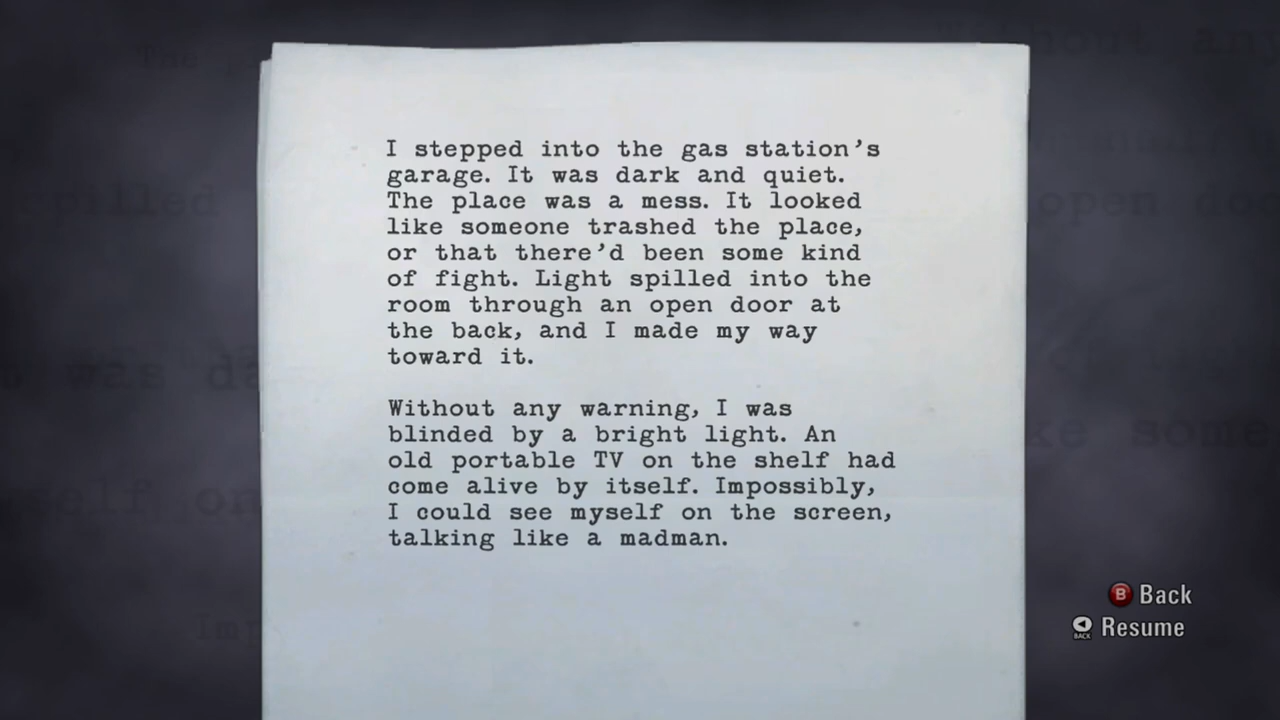 I stepped into the gas station's
garage. It was dark and quiet.
The place was a mess. It looked
like someone trashed the place,
or that there'd been some kind
of fight. Light spilled into the
room through an open door at
the back, and I made my way
toward it.
Without any warning, I was
blinded by a bright light. An
old portable TV on the shelf had
come alive by itself. Impossibly,
I could see myself on the screen,
talking like a madman.
B Back
BACK Resume